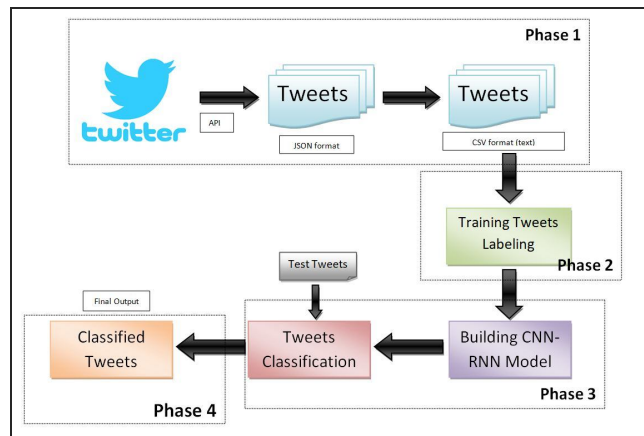 Phase 1
twitter
API
Tweets
JSON format
Tweets
CSV format (text)
Training Tweets
Labeling
Phase 2
Test Tweets
Building CNN-
RNN Model
Tweets
Classification
Phase 3
Final Output
Classified
Tweets
Phase 4